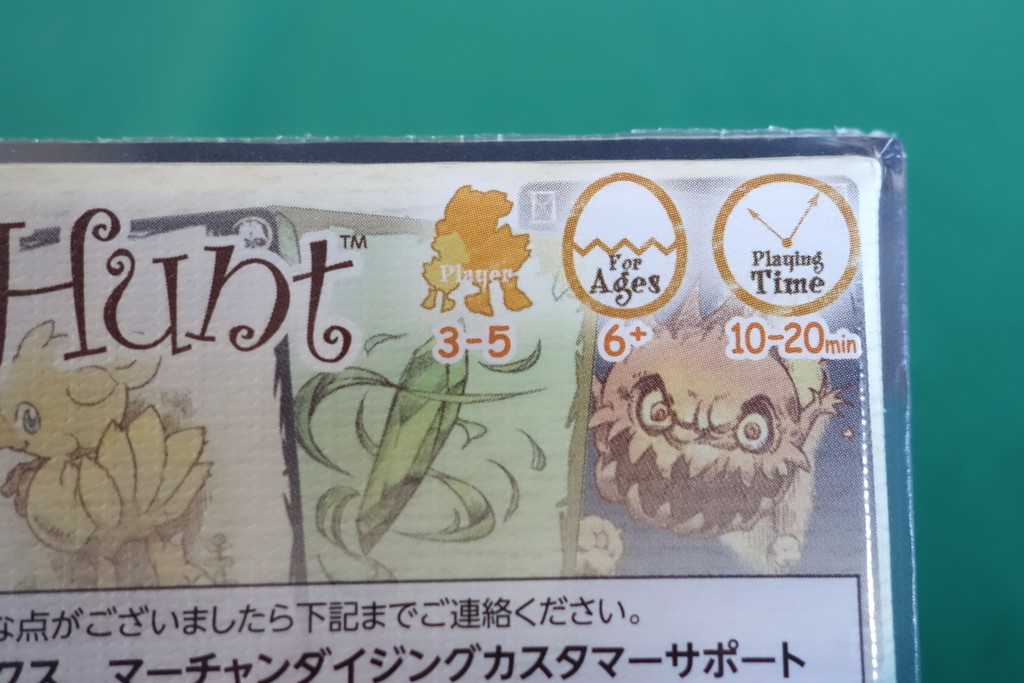 Hunt™
Player
3-5
For
Ages
6+
Playing
Time
10-20min
な点がございましたら下記までご連絡ください。
クス マーチャンダイジングカスタマーサポート